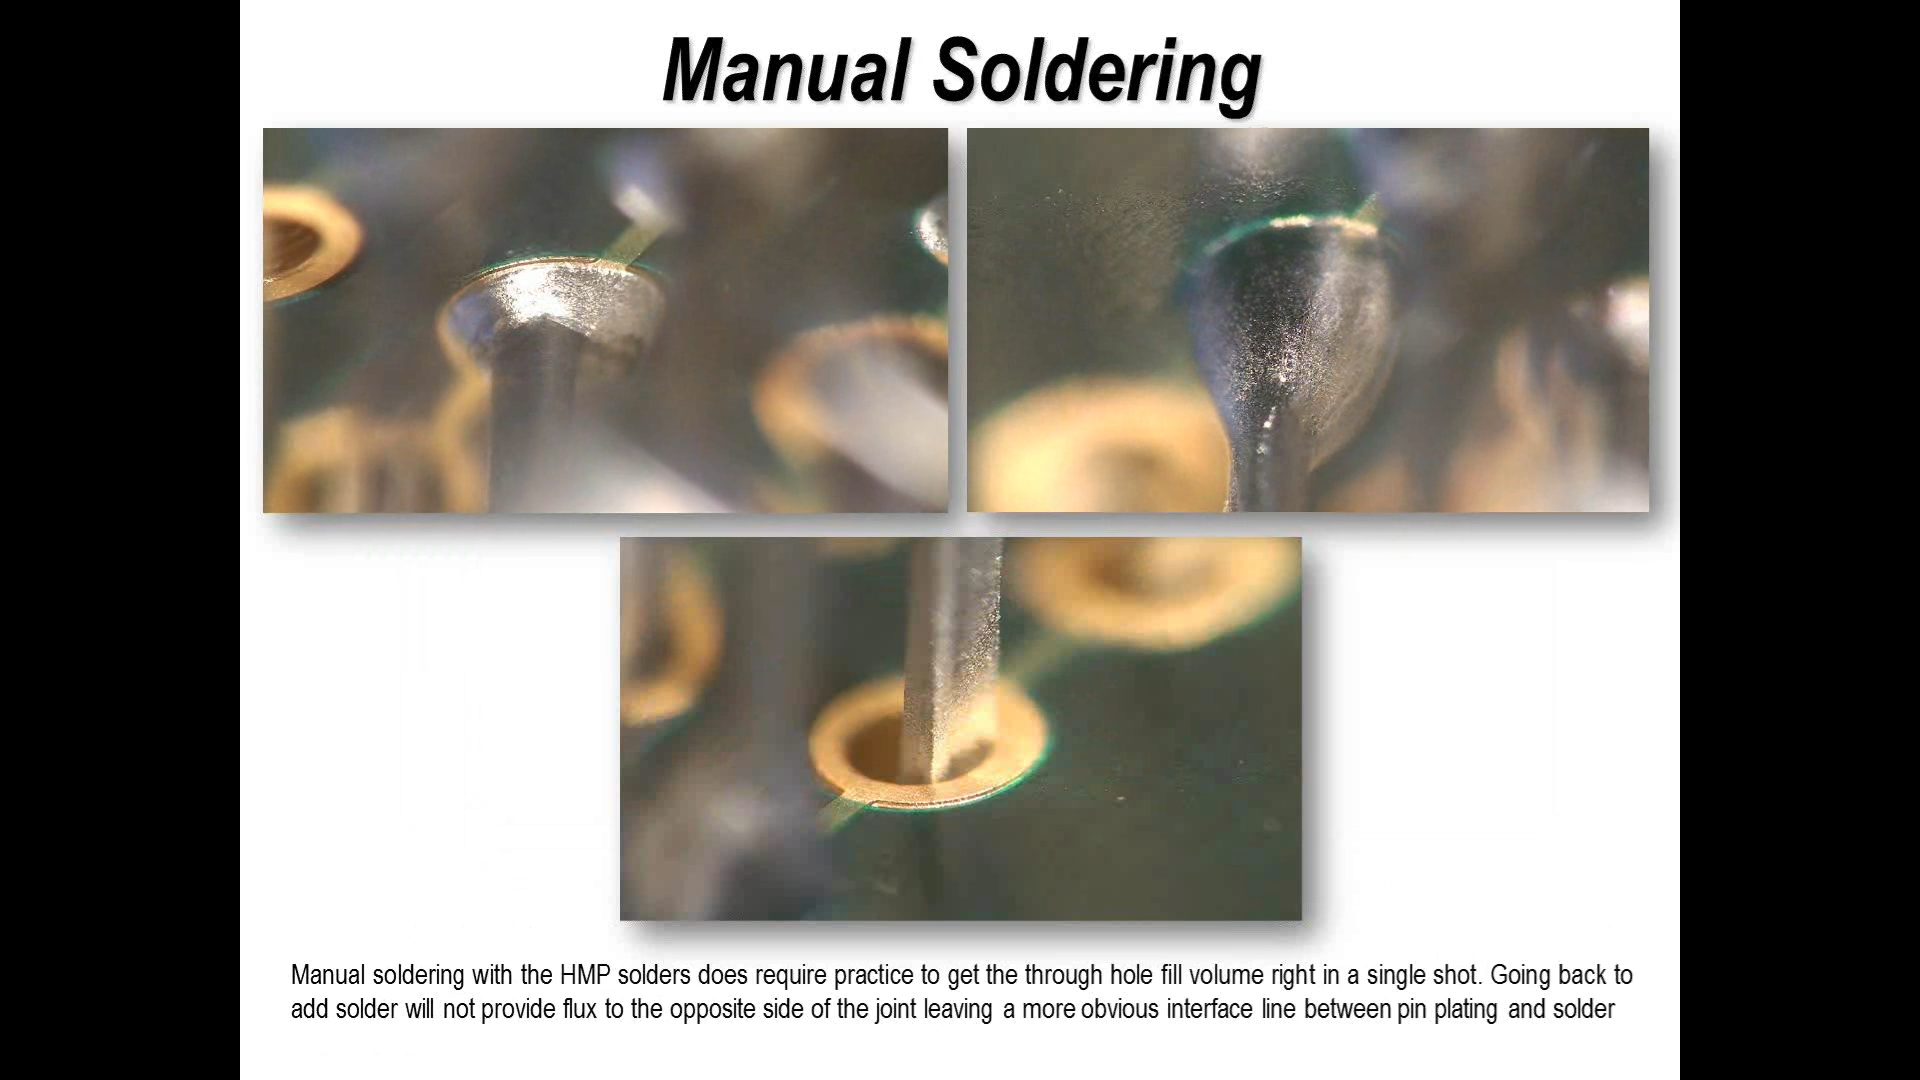 Manual Soldering
Manual soldering with the HMP solders does require practice to get the through hole fill volume right in a single shot. Going back to
add solder will not provide flux to the opposite side of the joint leaving a more obvious interface line between pin plating and solder